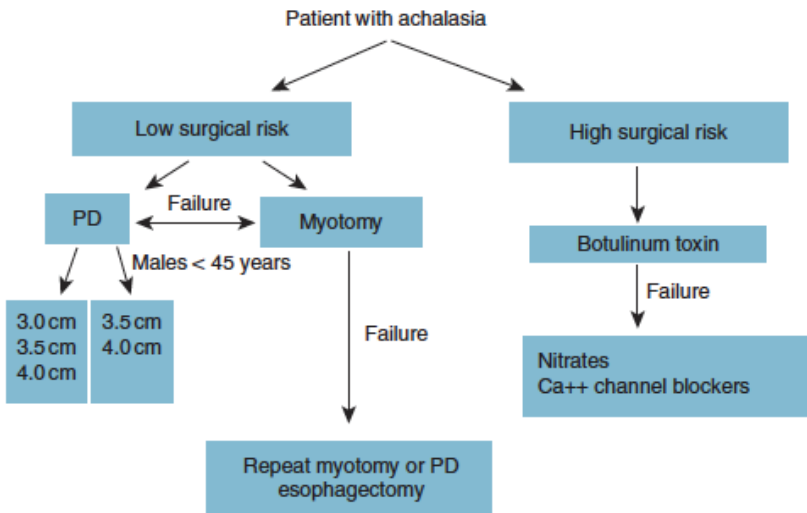 Patient with achalasia
Low surgical risk
High surgical risk
PD
Failure
Myotomy
Botulinum toxin
Males < 45 years
Failure
3.0 cm
3.5 cm
4.0 cm
3.5 cm
4.0 cm
Failure
Nitrates
Ca++ channel blockers
Repeat myotomy or PD
esophagectomy